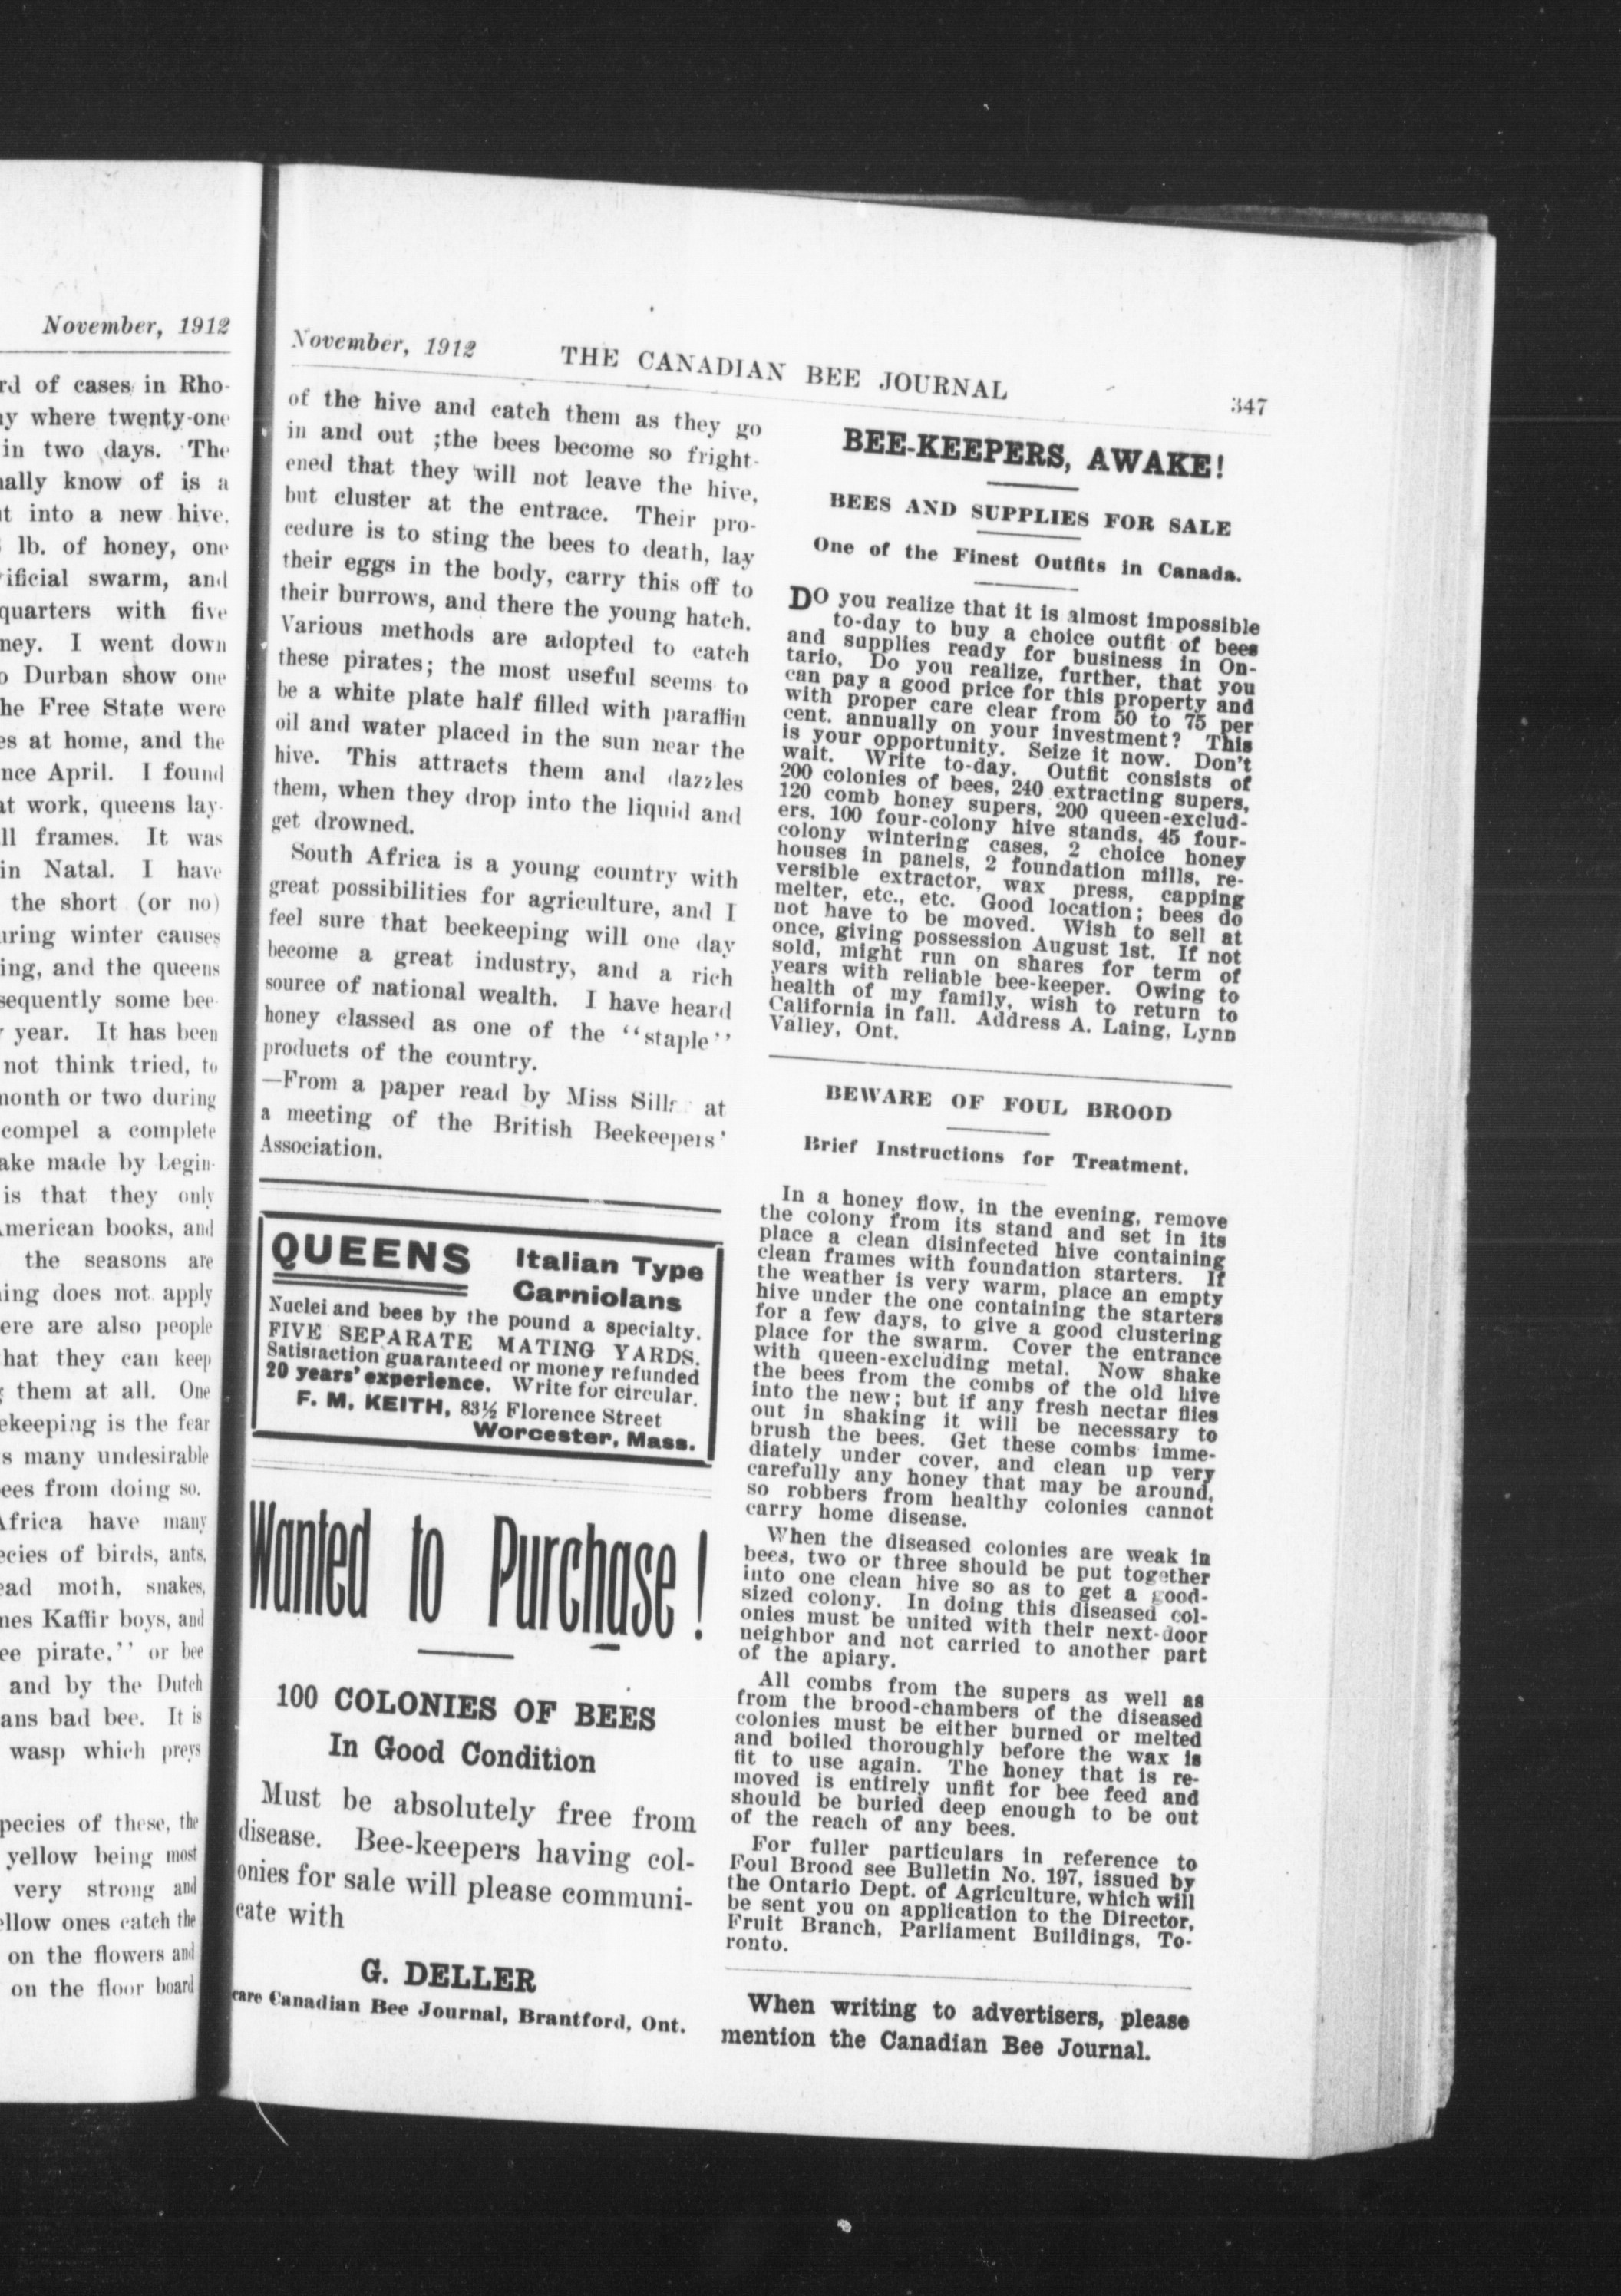 November, 1912
rd of cases in Rho-
ay where twenty-one
in two days. The
nally know of is a
t into a new hive.
lb. of honey, one
ificial swarm, and
quarters with five
ney. I went down
o Durban show one
he Free State were
es at home, and the
nce April. I found
at work, queens lay-
ll frames. It was
in Natal. I have
the short (or no)
uring winter causes
ing, and the queens
sequently some bee-
year. It has been
not think tried, to
month or two during
compel a complete
ake made by begin-
is that they only
American books, and
the seasons are
ing does not apply
ere are also people
hat they can keep
them at all. One
ekeeping is the fear
s many undesirable
ees from doing so.
Africa have many
ecies of birds, ants,
ead moth, snakes,
nes Kaffir boys, and
ee pirate,'' or bee
and by the Dutch
ans bad bee. It is
wasp which preys
pecies of these, the
yellow being most
very strong and
ellow ones catch the
on the flowers and
on the floor board
November, 1912 THE CANADIAN BEE JOURNAL 347
of the hive and catch them as they go
in and out ;the bees become so fright-
ened that they will not leave the hive,
but cluster at the entrace. Their pro-
cedure is to sting the bees to death, lay
their eggs in the body, carry this off to
their burrows, and there the young hatch.
Various methods are adopted to catch
these pirates; the most useful seems to
be a white plate half filled with paraffin
oil and water placed in the sun near the
hive. This attracts them and dazzles
them, when they drop into the liquid and
get drowned.
South Africa is a young country with
great possibilities for agriculture, and I
feel sure that beekeeping will one day
become a great industry, and a rich
source of national wealth. I have heard
honey classed as one of the ''staple''
products of the country.
—From a paper read by Miss at
a meeting of the British Beekeepers'
Association.
QUEENS Italian Type
Carniolans
Nuclei and bees by the pound a specialty.
FIVE SEPARATE MATING YARDS.
Satisfaction guaranteed or money refunded
20 years' experience. Write for circular.
F. M. KEITH, 83½ Florence Street
Worcester, Mass.
Wanted to Purchase!
100 COLONIES OF BEES
In Good Condition
Must be absolutely free from
disease. Bee-keepers having col-
onies for sale will please communi-
cate with
G. DELLER
care Canadian Bee Journal, Brantford, Ont.
BEE-KEEPERS, AWAKE!
BEES AND SUPPLIES FOR SALE
One of the Finest Outfits in Canada.
DO you realize that it is almost impossible
to-day to buy a choice outfit of bees
and supplies ready for business in On-
tario, Do you realize, further, that you
can pay a good price for this property and
with proper care clear from 50 to 75 per
cent. annually on your investment? This
is your opportunity. Seize it now. Don't
wait. Write to-day. Outfit consists of
200 colonies of bees, 240 extracting supers,
120 comb honey supers, 200 queen-exclud-
ers. 100 four-colony hive stands, 45 four-
colony wintering cases, 2 choice honey
houses in panels, 2 foundation mills, re-
versible extractor, wax press, capping
melter, etc., etc. Good location; bees do
not have to be moved. Wish to sell at
once, giving possession August 1st. If not
sold, might run on shares for term of
years with reliable bee-keeper. Owing to
health of my family, wish to return to
California in fall. Address A. Laing, Lynn
Valley, Ont.
BEWARE OF FOUL BROOD
Brief Instructions for Treatment.
In a honey flow, in the evening, remove
the colony from its stand and set in its
place a clean disinfected hive containing
clean frames with foundation starters. If
the weather is very warm, place an empty
hive under the one containing the starters
for a few days, to give a good clustering
place for the swarm. Cover the entrance
with queen-excluding metal. Now shake
the bees from the combs of the old hive
into the new; but if any fresh nectar flies
out in shaking it will be necessary to
brush the bees. Get these combs imme-
diately under cover, and clean up very
carefully any honey that may be around,
so robbers from healthy colonies cannot
carry home disease.
When the diseased colonies are weak in
bees, two or three should be put together
into one clean hive so as to get a good-
sized colony. In doing this diseased col-
onies must be united with their next-door
neighbor and not carried to another part
of the apiary.
All combs from the supers as well as
from the brood-chambers of the diseased
colonies must be either burned or melted
and boiled thoroughly before the wax is
fit to use again. The honey that is re-
moved is entirely unfit for bee feed and
should be buried deep enough to be out
of the reach of any bees.
For fuller particulars in reference to
Foul Brood see Bulletin No. 197, issued by
the Ontario Dept. of Agriculture, which will
be sent you on application to the Director,
Fruit Branch, Parliament Buildings, To-
ronto.
When writing to advertisers, please
mention the Canadian Bee Journal.